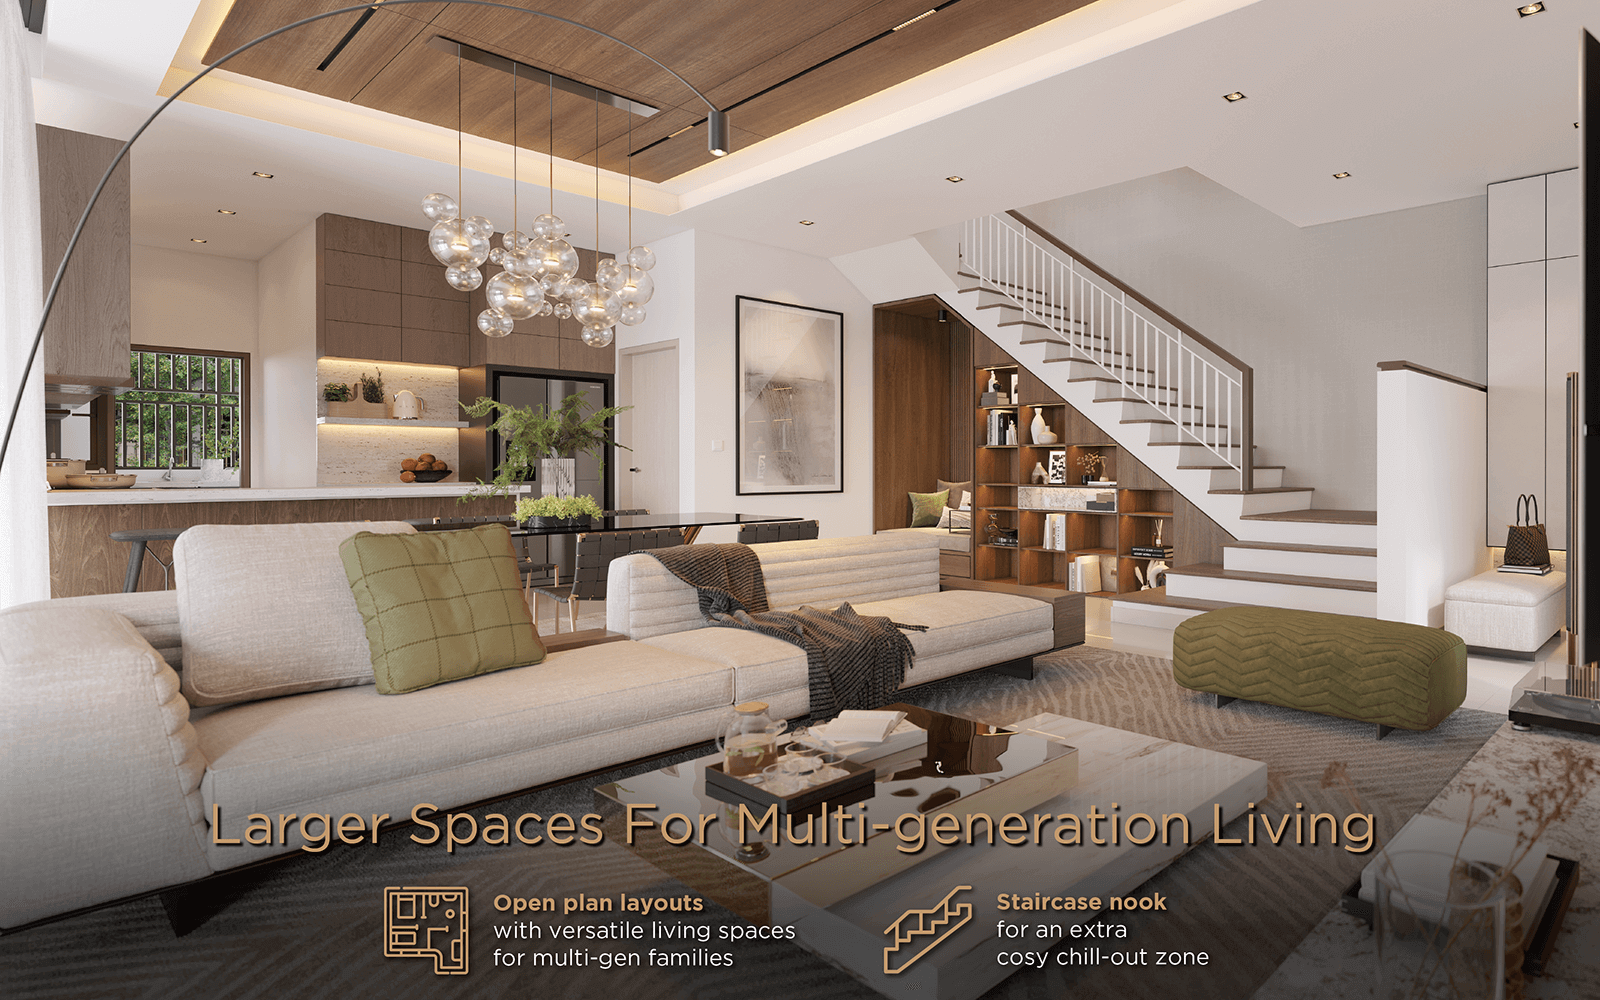 Larger Spaces For Multi-generation Living
Open plan layouts
with versatile living spaces
for multi-gen families
Staircase nook
for an extra
cosy chill-out zone